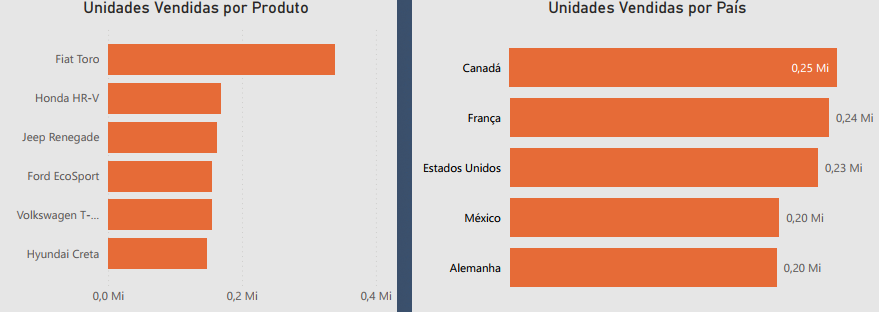 Unidades Vendidas por Produto
Fiat Toro
Honda HR-V
Jeep Renegade
Ford EcoSport
Volkswagen T-...
Hyundai Creta
0,0 Mi
0,2 Mi
0,4 Mi
Unidades Vendidas por País
Canadá
0,25 Mi
França
0,24 Mi
Estados Unidos
0,23 Mi
México
0,20 Mi
Alemanha
0,20 Mi